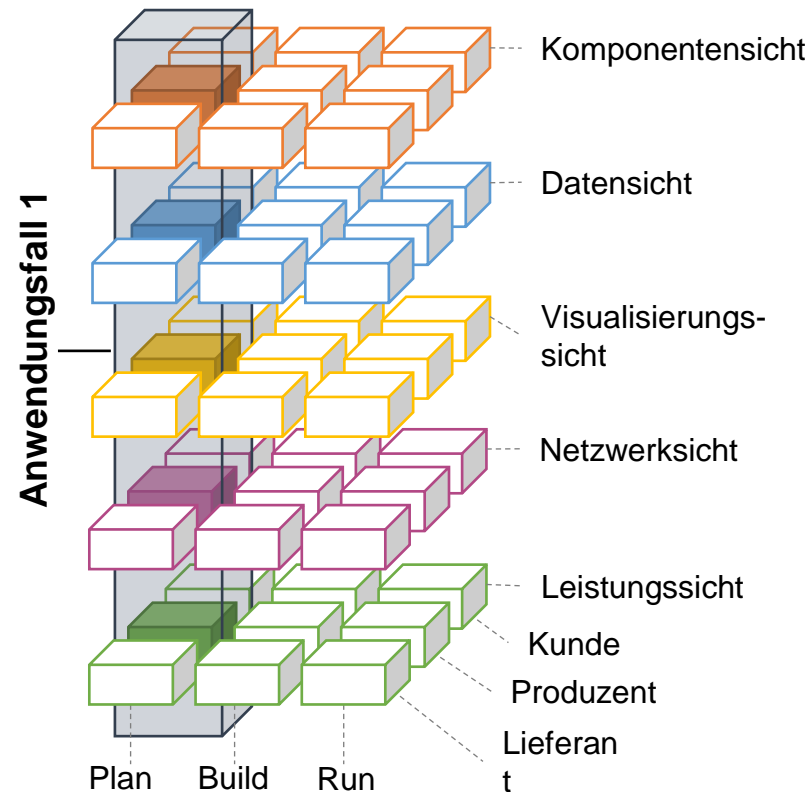 Komponentensicht
Datensicht
Anwendungsfall 1
Visualisierungs-
sicht
Netzwerksicht
Leistungssicht
Kunde
Produzent
Lieferan
t
Plan
Build
Run